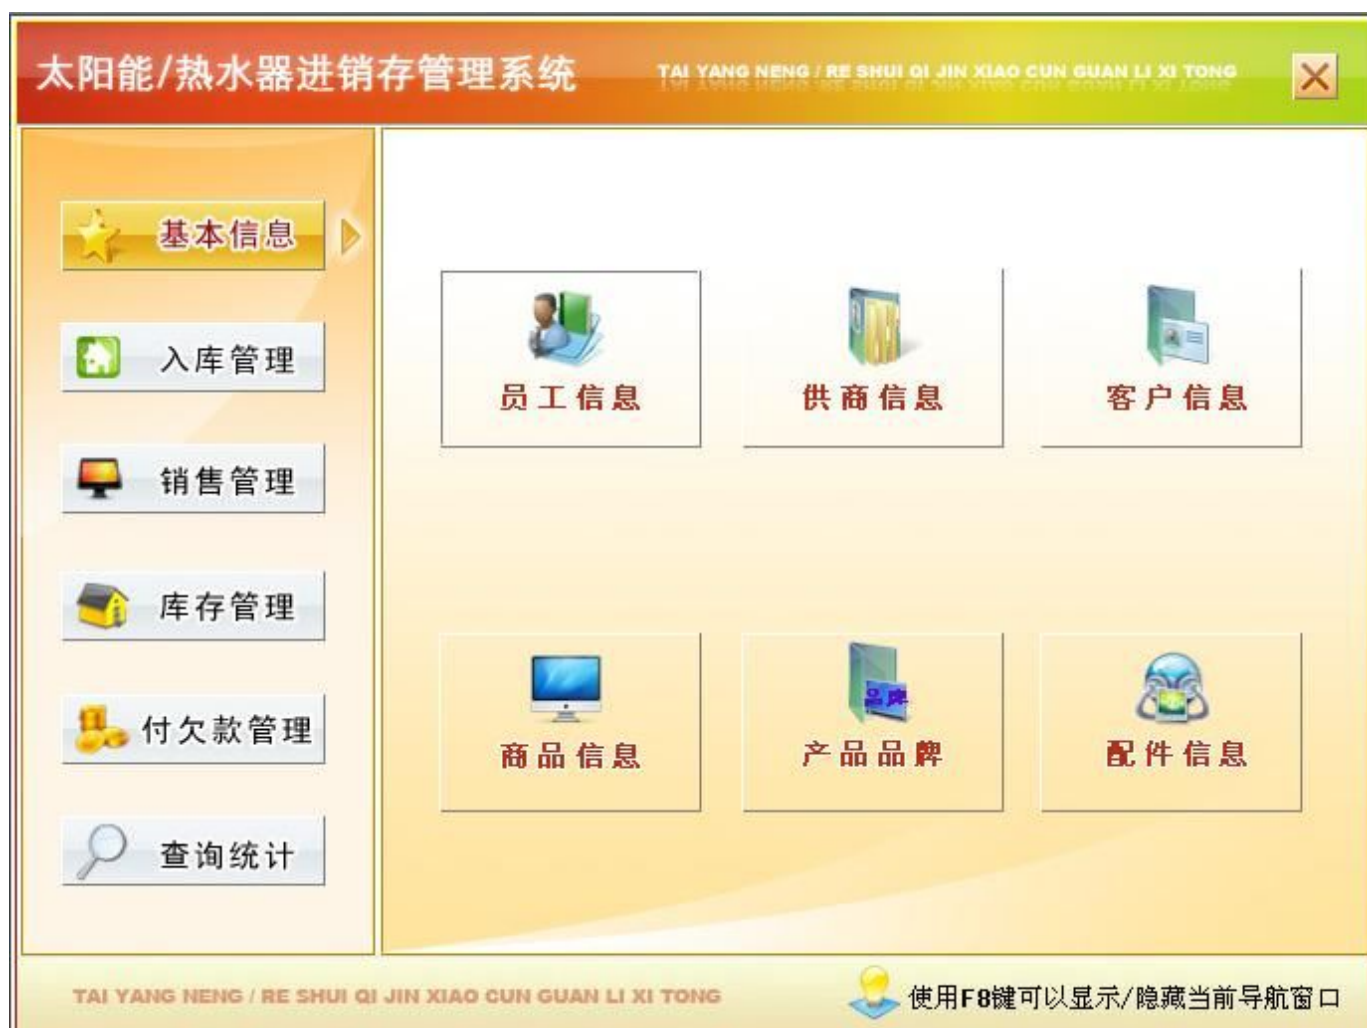 太阳能/热水器进销存管理系统 TAI YANG NENG / RE SHUI QI JIN XIAO CUN GUAN LI XI TONG
基本信息
入库管理
销售管理
库存管理
付欠款管理
查询统计
员工信息 供商信息 客户信息
品牌
商品信息 产品品牌 配件信息
TAI YANG NENG / RE SHUI QI JIN XIAO CUN GUAN LI XI TONG 使用F8键可以显示/隐藏当前导航窗口